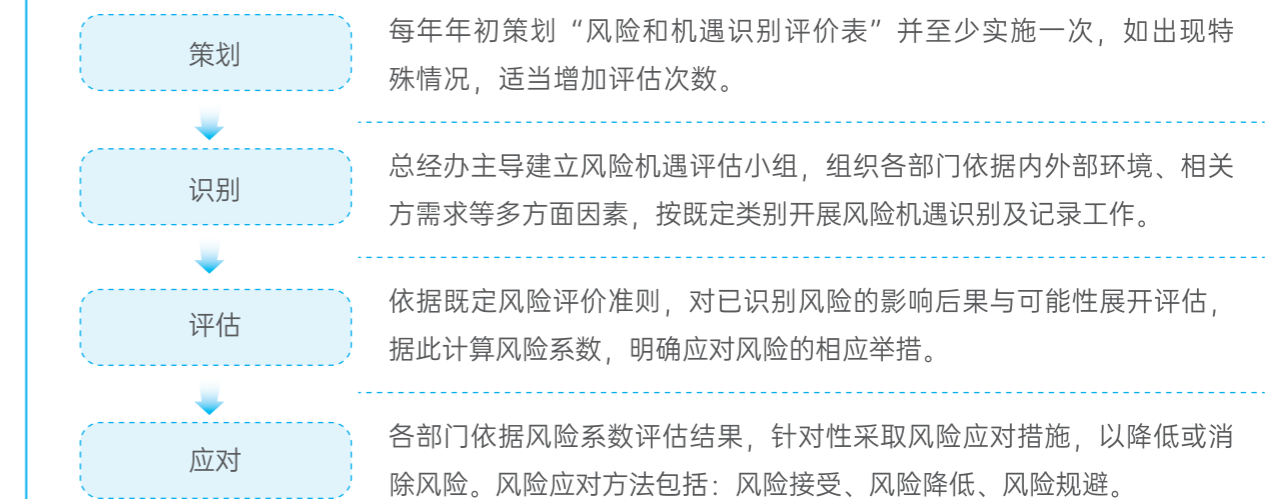 策划
每年年初策划“风险和机遇识别评价表”并至少实施一次，如出现特
殊情况，适当增加评估次数。
识别
总经办主导建立风险机遇评估小组，组织各部门依据内外部环境、相关
方需求等多方面因素，按既定类别开展风险机遇识别及记录工作。
评估
依据既定风险评价准则，对已识别风险的影响后果与可能性展开评估，
据此计算风险系数，明确应对风险的相应举措。
应对
各部门依据风险系数评估结果，针对性采取风险应对措施，以降低或消
除风险。风险应对方法包括：风险接受、风险降低、风险规避。